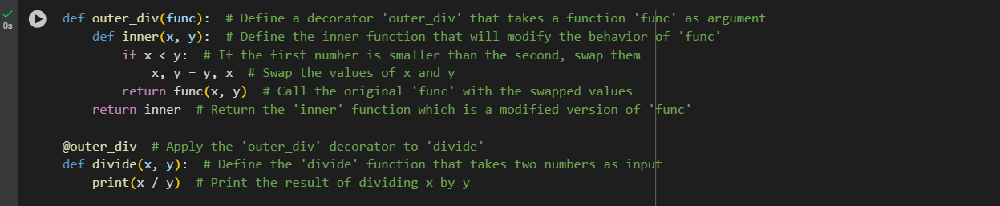 def outer_div(func):  # Define a decorator 'outer_div' that takes a function 'func' as argument
    def inner(x, y):  # Define the inner function that will modify the behavior of 'func'
        if x < y:  # If the first number is smaller than the second, swap them
            x, y = y, x  # Swap the values of x and y
        return func(x, y)  # Call the original 'func' with the swapped values
    return inner  # Return the 'inner' function which is a modified version of 'func'

@outer_div  # Apply the 'outer_div' decorator to 'divide'
def divide(x, y):  # Define the 'divide' function that takes two numbers as input
    print(x / y)  # Print the result of dividing x by y
0s